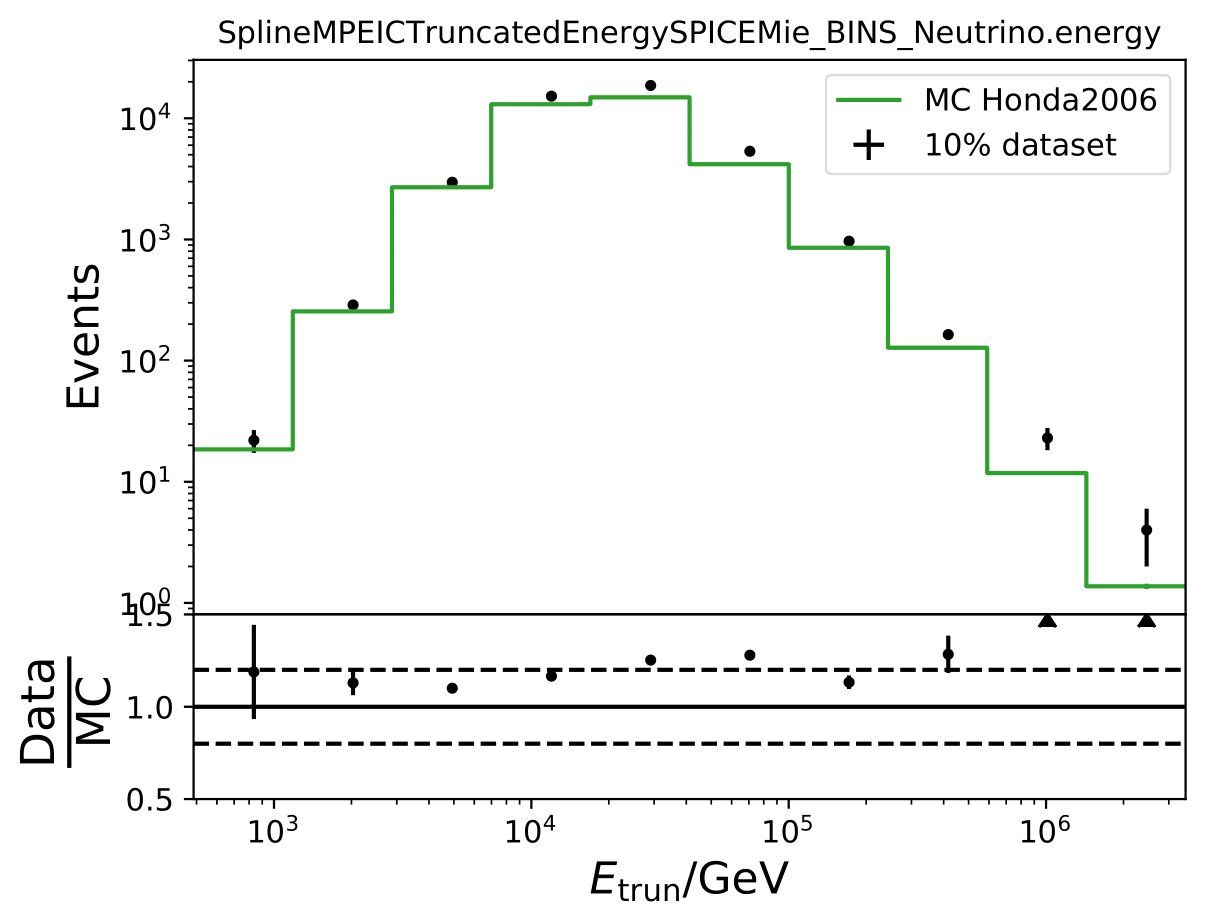 SplineMPEICTruncatedEnergySPICEMie_BINS_Neutrino.energy
MC Honda2006
10% dataset
Events
10⁴
10³
10²
10¹
10⁰
Data
MC
1.5
1.0
0.5
10³ 10⁴ 10⁵ 10⁶
E_trun/GeV